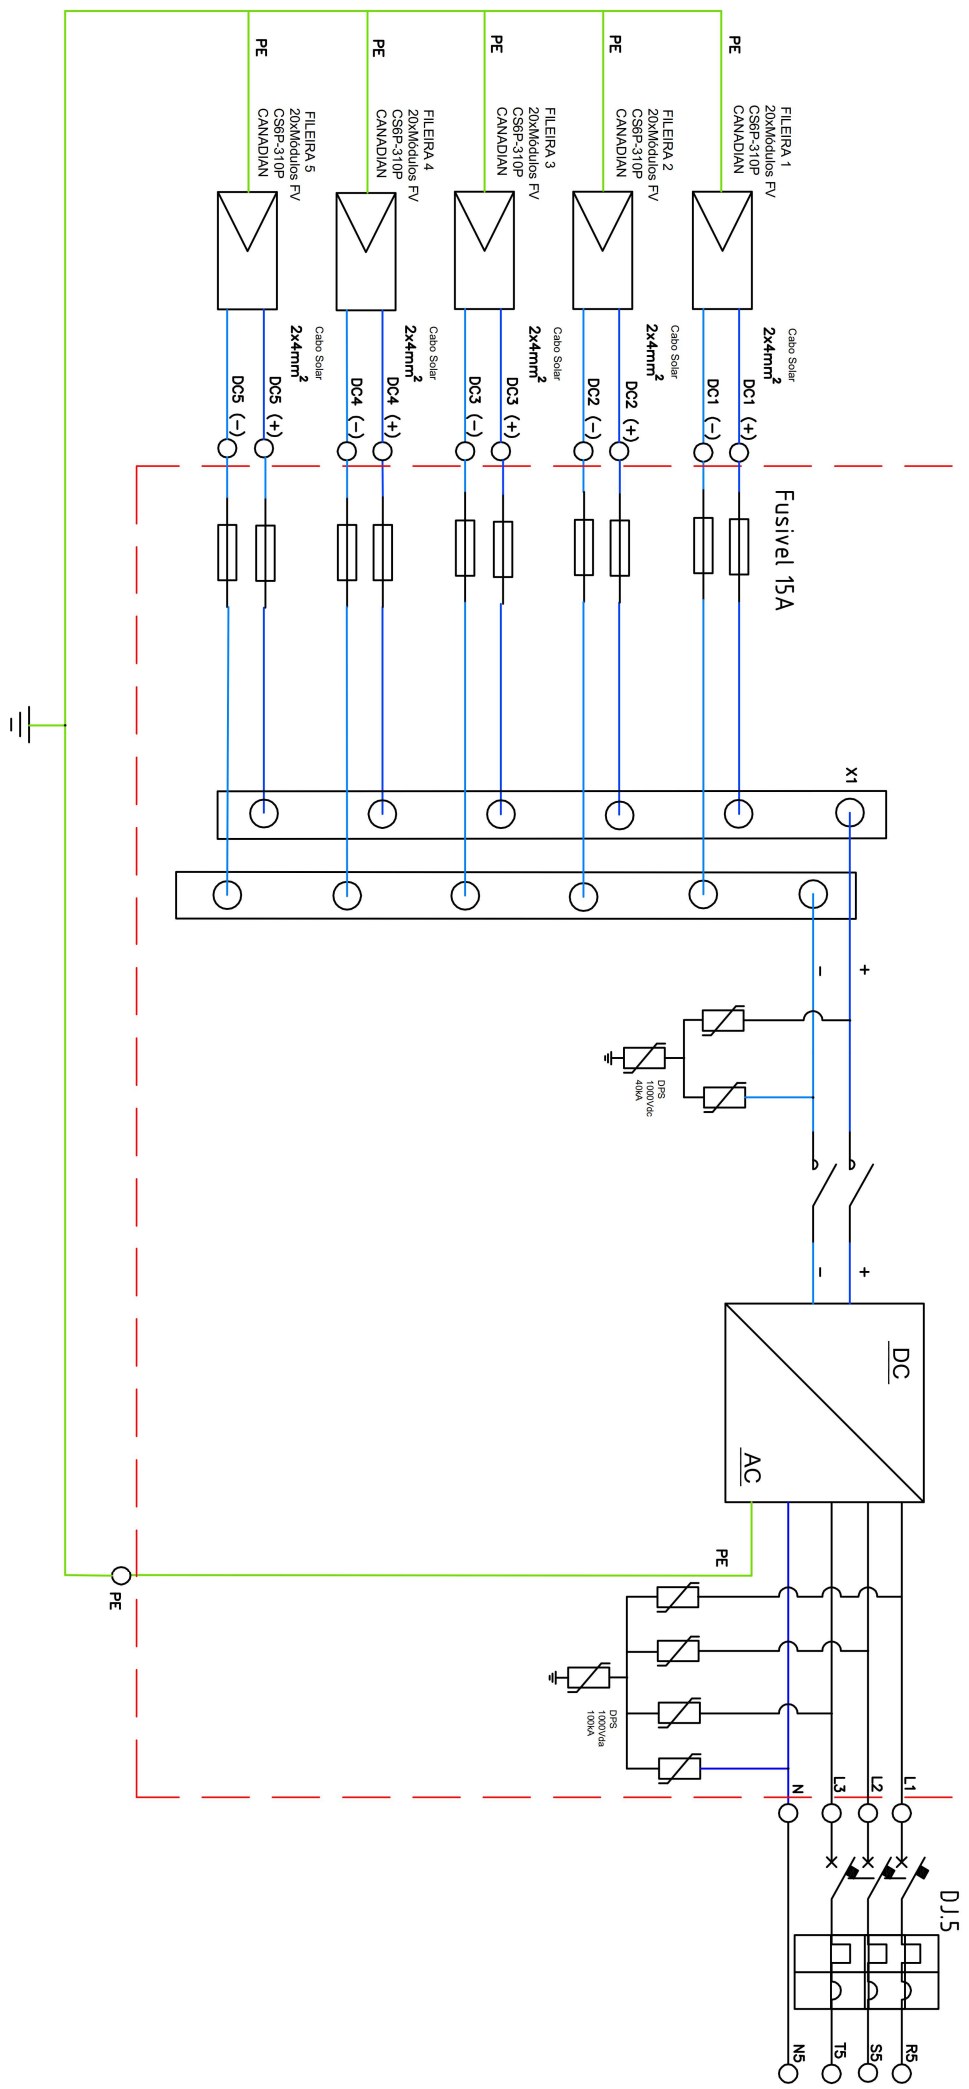 PE
FILEIRA 1
20xMódulos FV
CS6P-310P
CANADIAN
Cabo Solar
2x4mm²
DC1 (+)
DC1 (-)
PE
FILEIRA 2
20xMódulos FV
CS6P-310P
CANADIAN
Cabo Solar
2x4mm²
DC2 (+)
DC2 (-)
PE
FILEIRA 3
20xMódulos FV
CS6P-310P
CANADIAN
Cabo Solar
2x4mm²
DC3 (+)
DC3 (-)
PE
FILEIRA 4
20xMódulos FV
CS6P-310P
CANADIAN
Cabo Solar
2x4mm²
DC4 (+)
DC4 (-)
PE
FILEIRA 5
20xMódulos FV
CS6P-310P
CANADIAN
Cabo Solar
2x4mm²
DC5 (+)
DC5 (-)
Fusivel 15A
X1
+
-
DPS
1000Vdc
40kA
+
-
DC
AC
PE
PE
DPS
1000Vda
100kA
L1
L2
L3
N
DJ.5
R5
S5
T5
N5